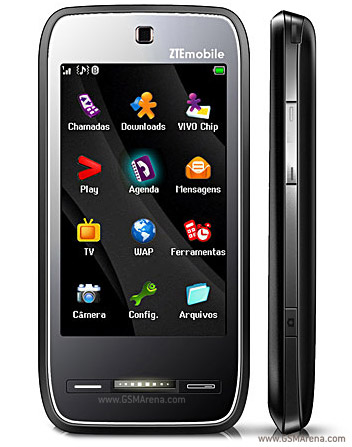 ZTEmobile
Chamadas Downloads VIVO Chip
Play Agenda Mensagens
TV WAP Ferramentas
Câmera Config. Arquivos
www.GSMArena.com
www.GSMArena.com